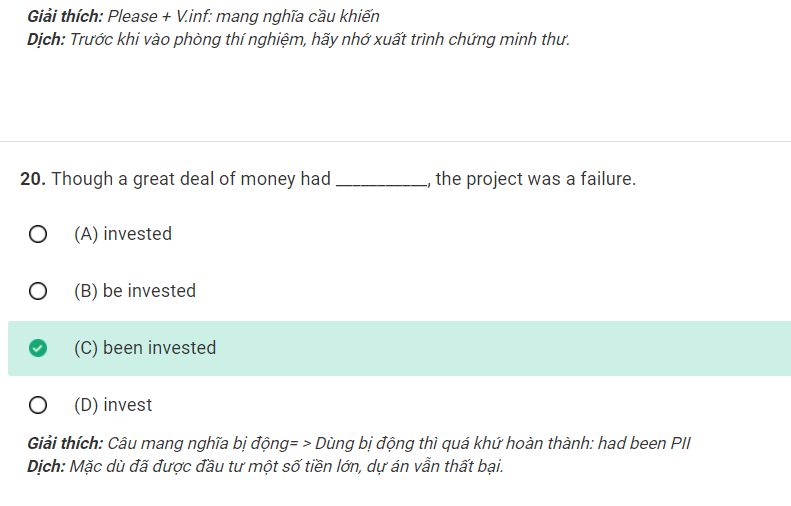 Giải thích: Please + V.inf: mang nghĩa cầu khiến
Dịch: Trước khi vào phòng thí nghiệm, hãy nhớ xuất trình chứng minh thư.
20. Though a great deal of money had ___________, the project was a failure.
(A) invested
(B) be invested
(C) been invested
(D) invest
Giải thích: Câu mang nghĩa bị động= > Dùng bị động thì quá khứ hoàn thành: had been PII
Dịch: Mặc dù đã được đầu tư một số tiền lớn, dự án vẫn thất bại.